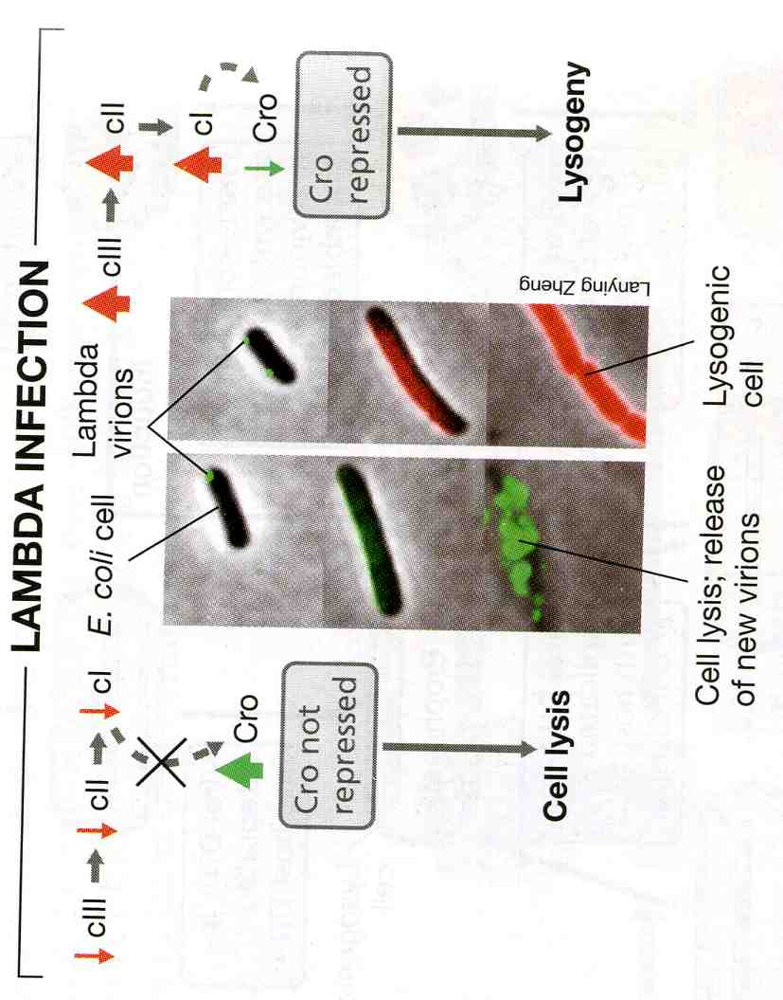 LAMBDA INFECTION
cIII
cII
cI
Cro
Cro not
repressed
Cell lysis
E. coli cell
Lambda
virions
Cell lysis; release
of new virions
Lysogenic
cell
Lanying Zheng
cIII
cII
cI
Cro
Cro
repressed
Lysogeny